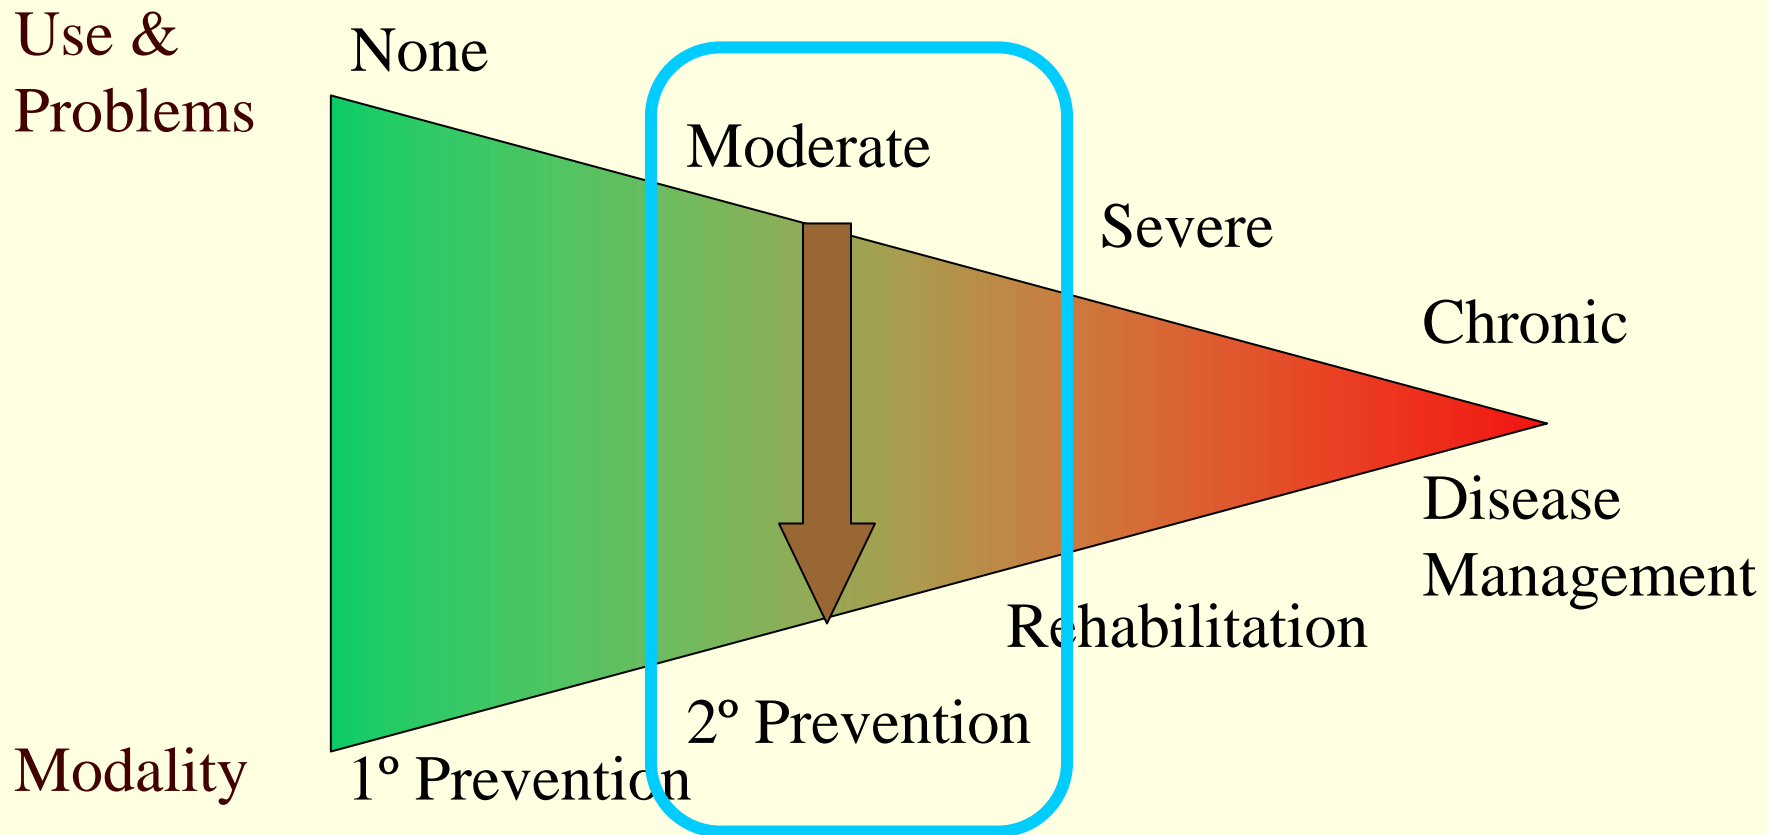 Use &
Problems
None
Moderate
Severe
Chronic
Disease
Management
Rehabilitation
2º Prevention
Modality
1º Prevention